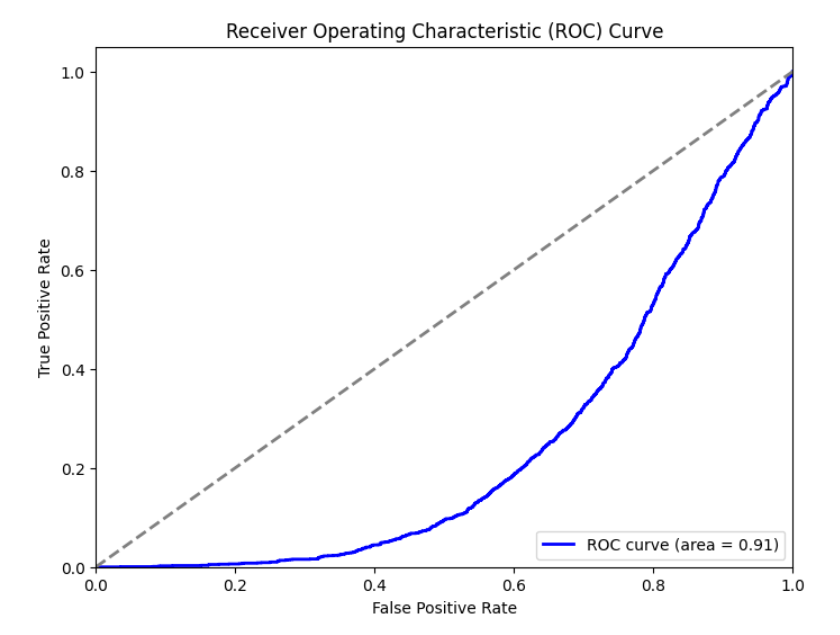 Receiver Operating Characteristic (ROC) Curve
1.0
0.8
0.6
0.4
0.2
0.0
True Positive Rate
ROC curve (area = 0.91)
0.0 0.2 0.4 0.6 0.8 1.0
False Positive Rate